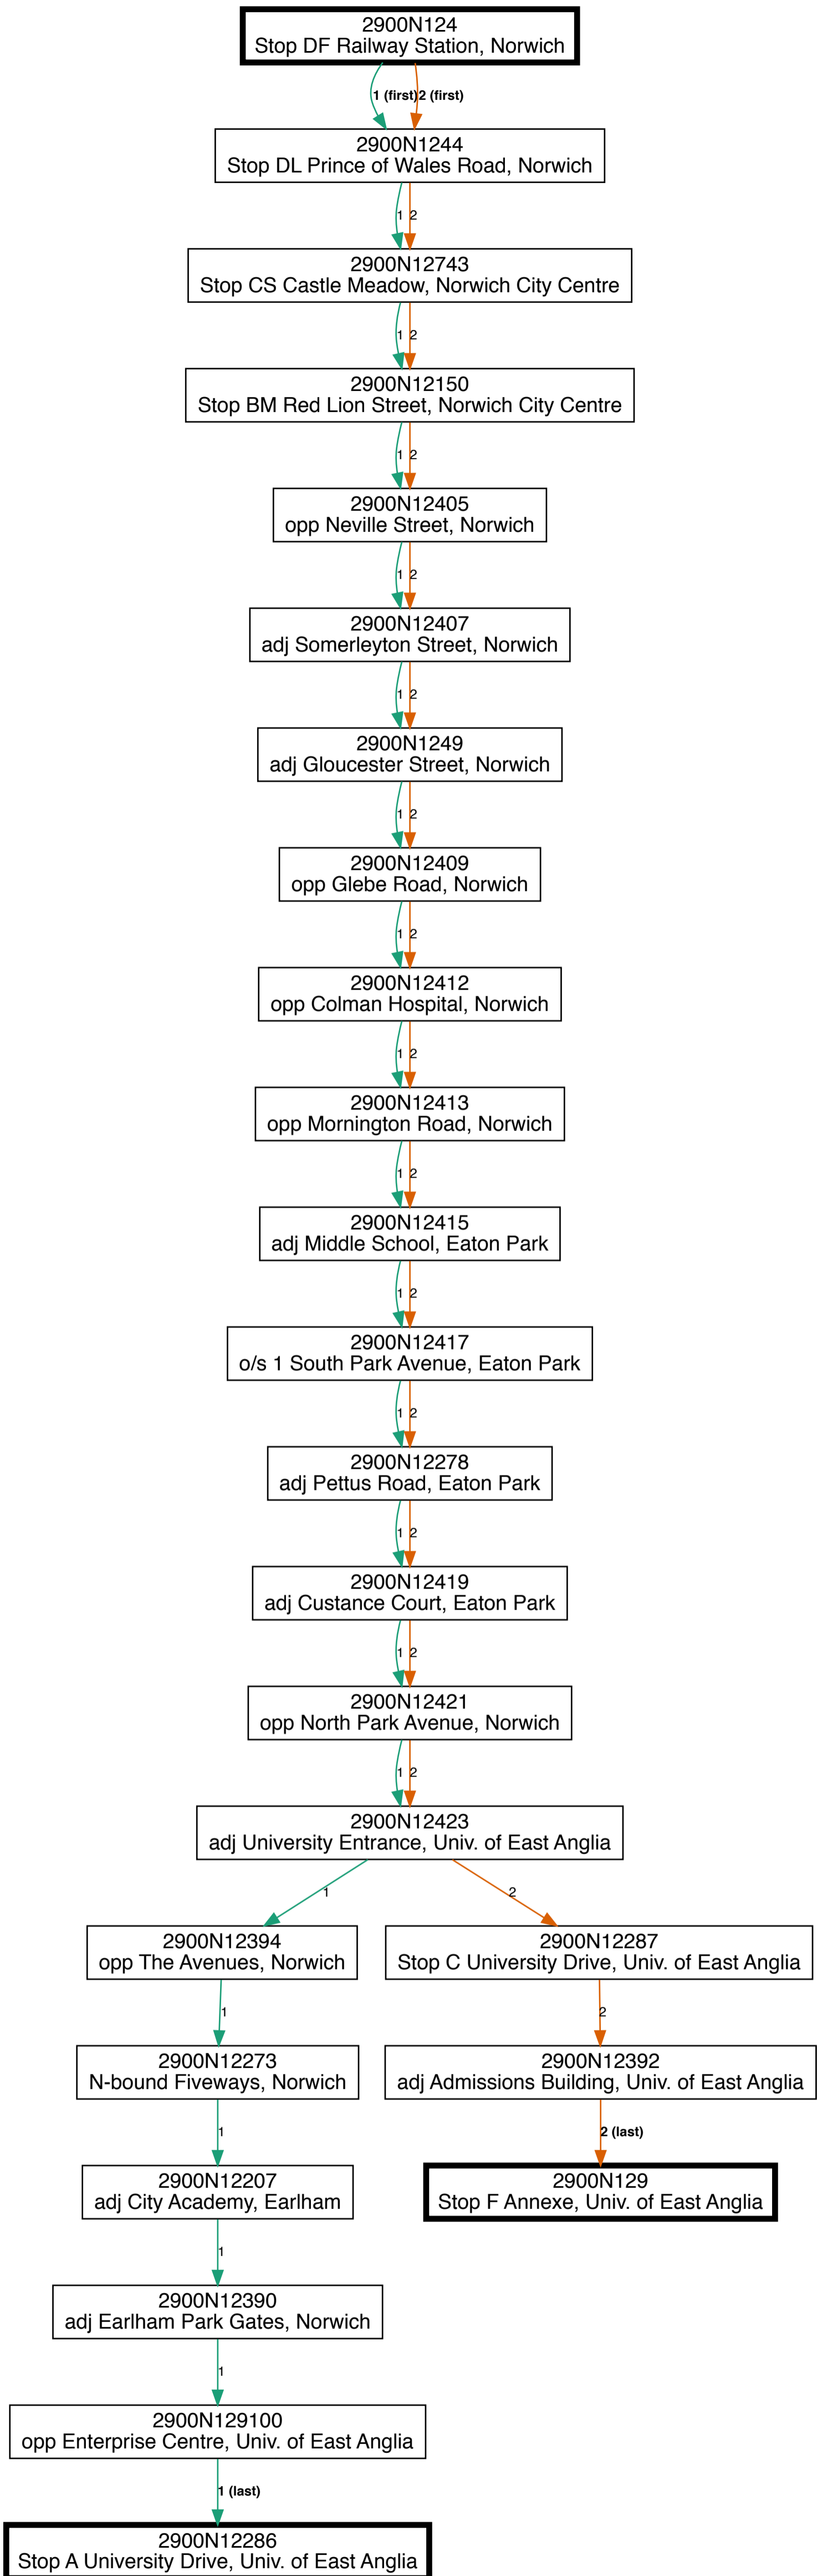 2900N124
Stop DF Railway Station, Norwich
1 (first)
2 (first)
2900N1244
Stop DL Prince of Wales Road, Norwich
1
2
2900N12743
Stop CS Castle Meadow, Norwich City Centre
1
2
2900N12150
Stop BM Red Lion Street, Norwich City Centre
1
2
2900N12405
opp Neville Street, Norwich
1
2
2900N12407
adj Somerleyton Street, Norwich
1
2
2900N1249
adj Gloucester Street, Norwich
1
2
2900N12409
opp Glebe Road, Norwich
1
2
2900N12412
opp Colman Hospital, Norwich
1
2
2900N12413
opp Mornington Road, Norwich
1
2
2900N12415
adj Middle School, Eaton Park
1
2
2900N12417
o/s 1 South Park Avenue, Eaton Park
1
2
2900N12278
adj Pettus Road, Eaton Park
1
2
2900N12419
adj Custance Court, Eaton Park
1
2
2900N12421
opp North Park Avenue, Norwich
1
2
2900N12423
adj University Entrance, Univ. of East Anglia
1
2
2900N12394
opp The Avenues, Norwich
2900N12287
Stop C University Drive, Univ. of East Anglia
1
2
2900N12273
N-bound Fiveways, Norwich
2900N12392
adj Admissions Building, Univ. of East Anglia
1
2 (last)
2900N12207
adj City Academy, Earlham
2900N129
Stop F Annexe, Univ. of East Anglia
1
2900N12390
adj Earlham Park Gates, Norwich
1
2900N129100
opp Enterprise Centre, Univ. of East Anglia
1 (last)
2900N12286
Stop A University Drive, Univ. of East Anglia